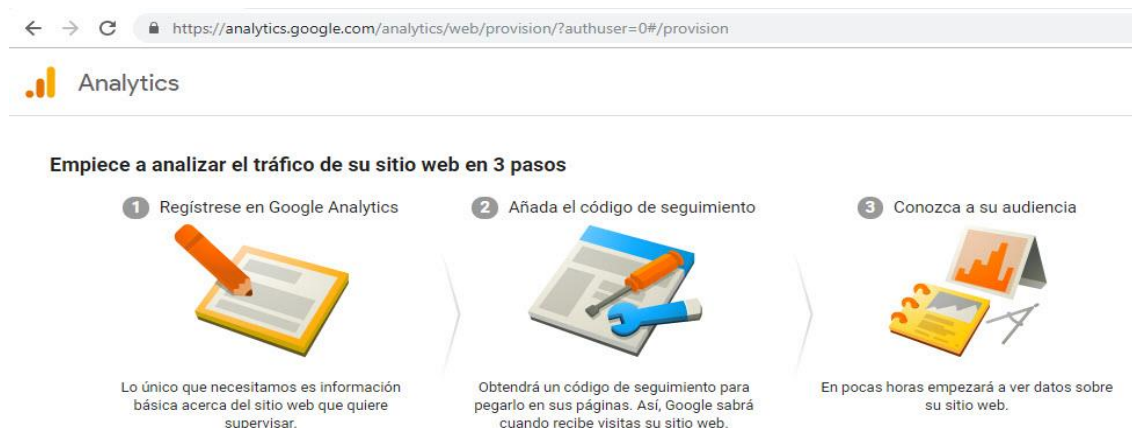 https://analytics.google.com/analytics/web/provision/?authuser=0#/provision
Analytics
Empiece a analizar el tráfico de su sitio web en 3 pasos
1 Regístrese en Google Analytics
Lo único que necesitamos es información
básica acerca del sitio web que quiere
supervisar.
2 Añada el código de seguimiento
Obtendrá un código de seguimiento para
pegarlo en sus páginas. Así, Google sabrá
cuando recibe visitas su sitio web.
3 Conozca a su audiencia
En pocas horas empezará a ver datos sobre
su sitio web.